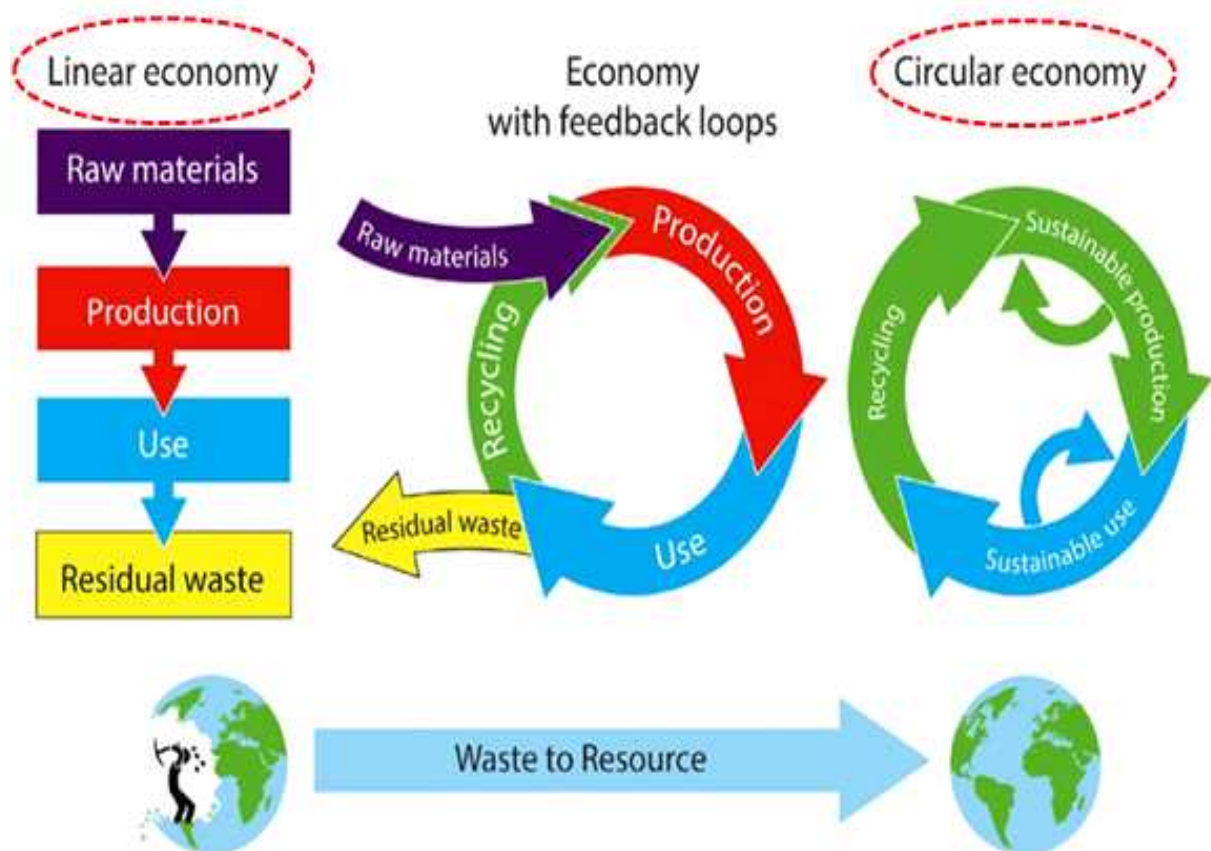 Linear economy
Raw materials
Production
Use
Residual waste
Economy
with feedback loops
Raw materials
Production
Use
Recycling
Residual waste
Circular economy
Sustainable production
Sustainable use
Recycling
Waste to Resource